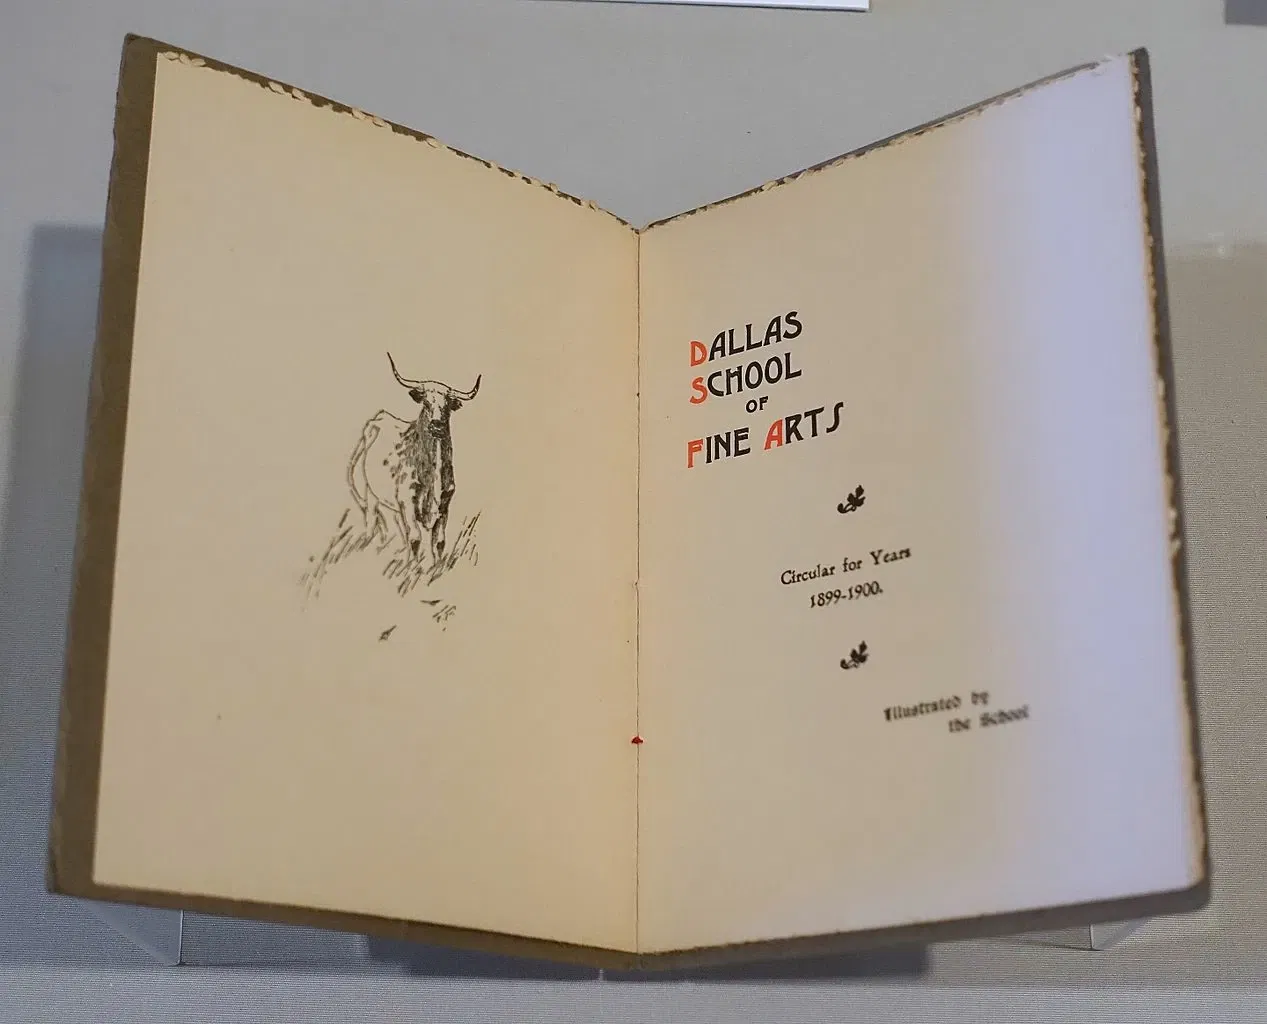 DALLAS
SCHOOL
OF
FINE ARTS
Circular for Years
1899-1900.
Illustrated by
the School